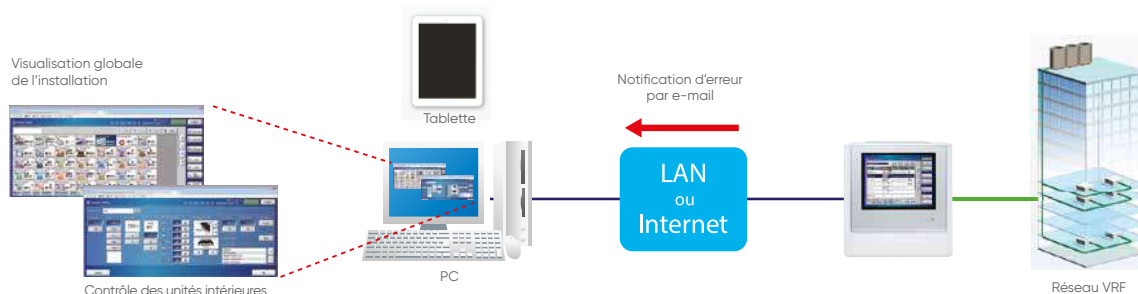 Visualisation globale
de l'installation
Tablette
Notification d'erreur
par e-mail
LAN
ou
Internet
PC
Contrôle des unités intérieures
Réseau VRF